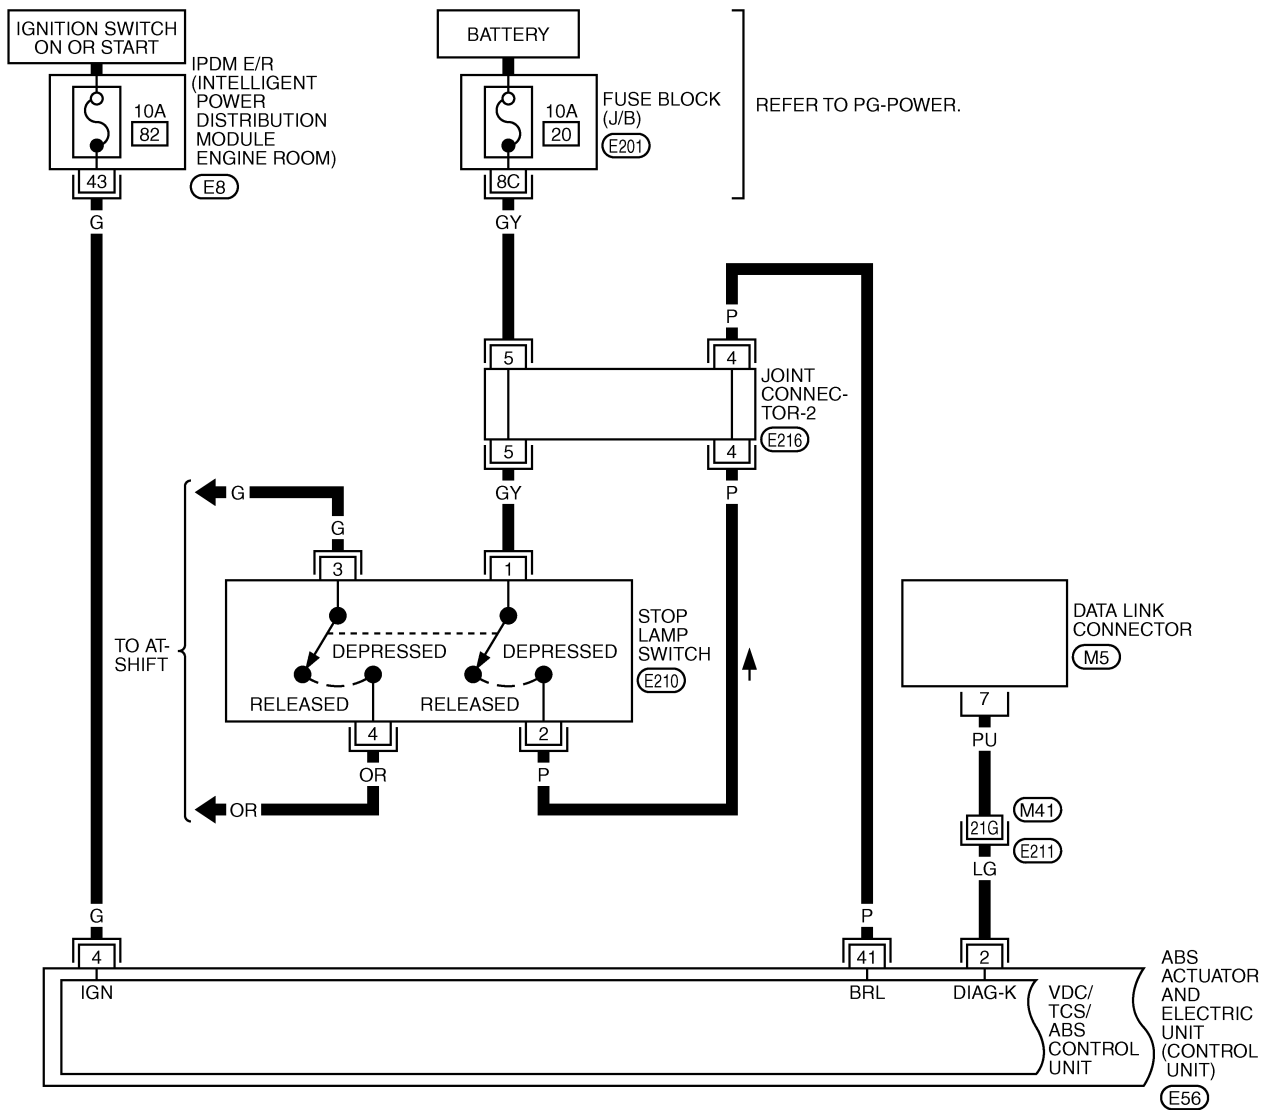 IGNITION SWITCH
ON OR START
BATTERY
IPDM E/R
(INTELLIGENT
POWER
DISTRIBUTION
MODULE
ENGINE ROOM)
E8
10A
82
43
G
10A
20
FUSE BLOCK
(J/B)
E201
8C
GY
REFER TO PG-POWER.
P
5
4
JOINT
CONNEC-
TOR-2
E216
5
4
GY
P
G
G
3
1
TO AT-
SHIFT
DEPRESSED
DEPRESSED
RELEASED
RELEASED
STOP
LAMP
SWITCH
E210
4
2
OR
P
OR
DATA LINK
CONNECTOR
M5
7
PU
M41
21G
E211
LG
G
P
4
41
2
IGN
BRL
DIAG-K
VDC/
TCS/
ABS
CONTROL
UNIT
ABS
ACTUATOR
AND
ELECTRIC
UNIT
(CONTROL
UNIT)
E56